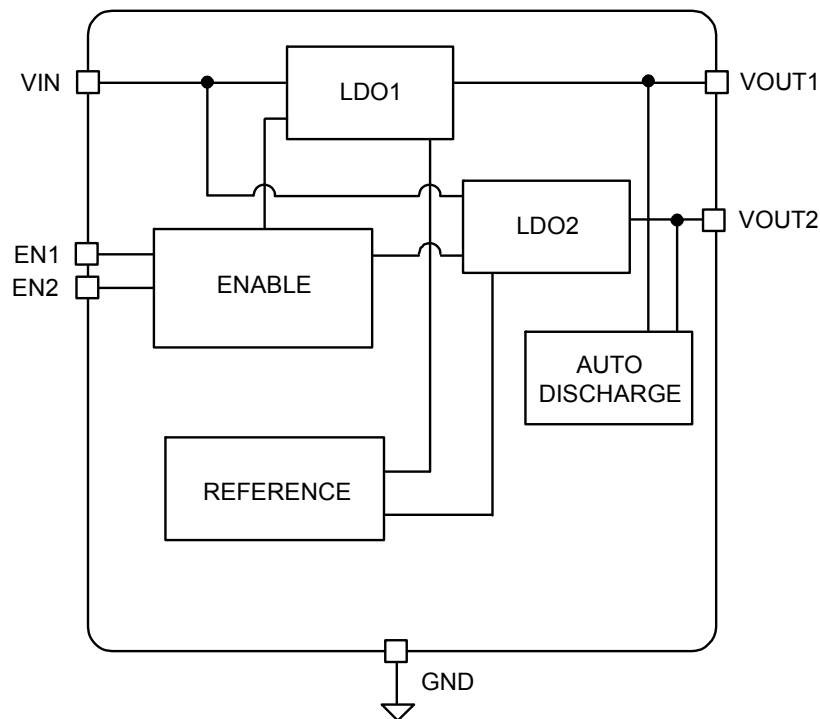 VIN
LDO1
VOUT1
LDO2
VOUT2
EN1
EN2
ENABLE
AUTO
DISCHARGE
REFERENCE
GND